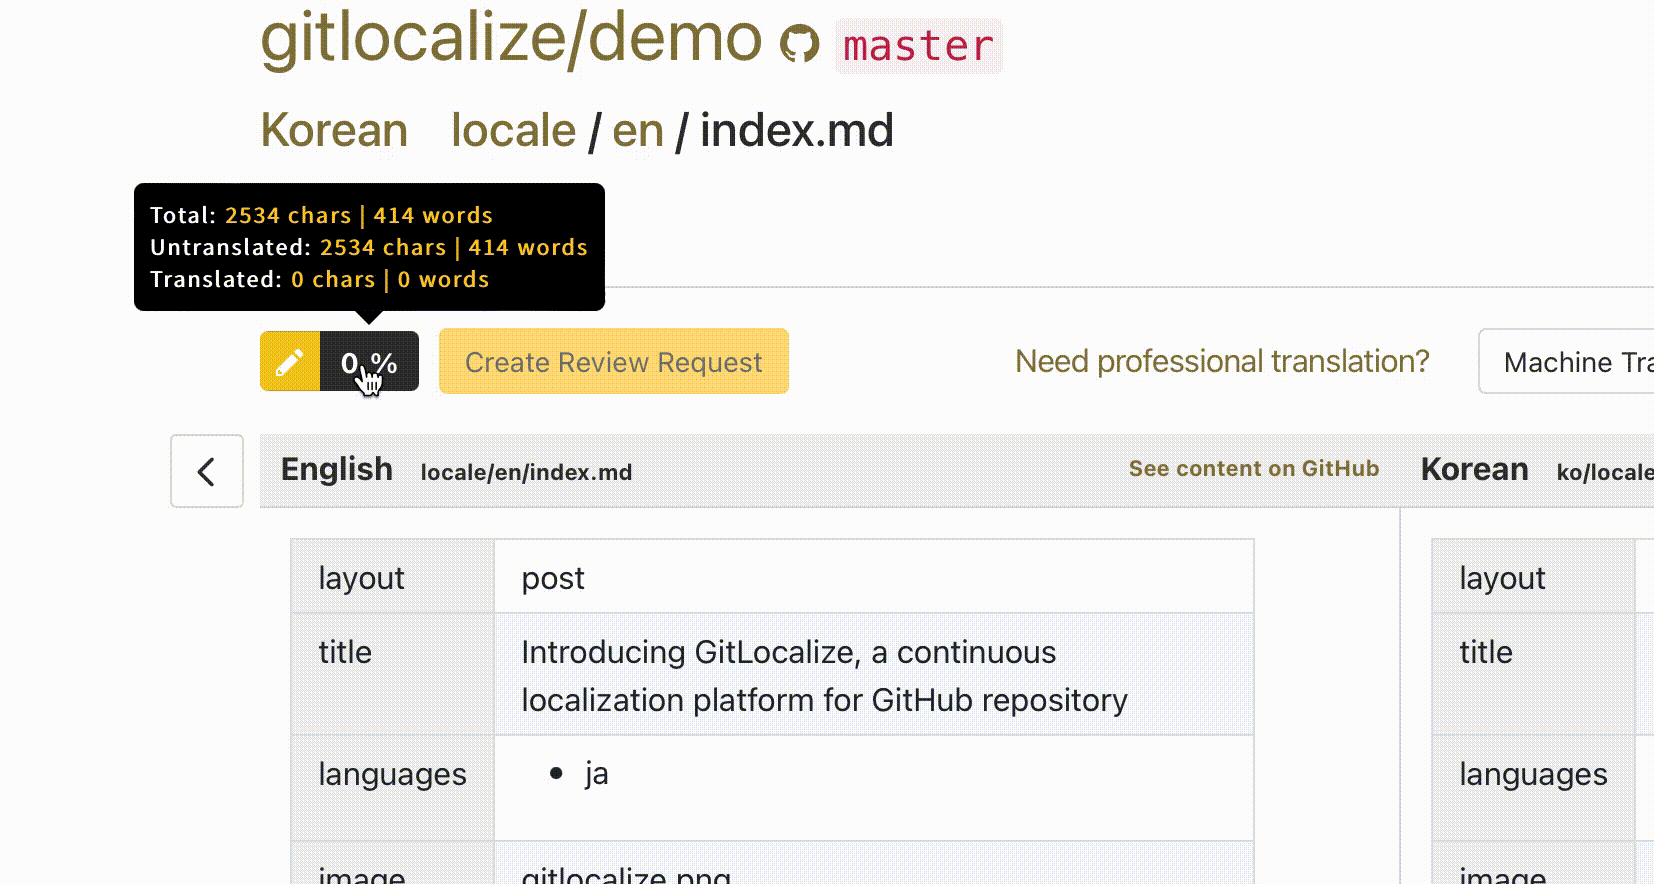 gitlocalize/demo master
Korean locale / en / index.md
Total: 2534 chars | 414 words
Untranslated: 2534 chars | 414 words
Translated: 0 chars | 0 words
0 %
Create Review Request
Need professional translation?
Machine
English locale/en/index.md
See content on GitHub
Korean ko/locale
layout post
layout
title Introducing GitLocalize, a continuous
localization platform for GitHub repository
title
languages • ja
languages
image gitlocalize.png
image